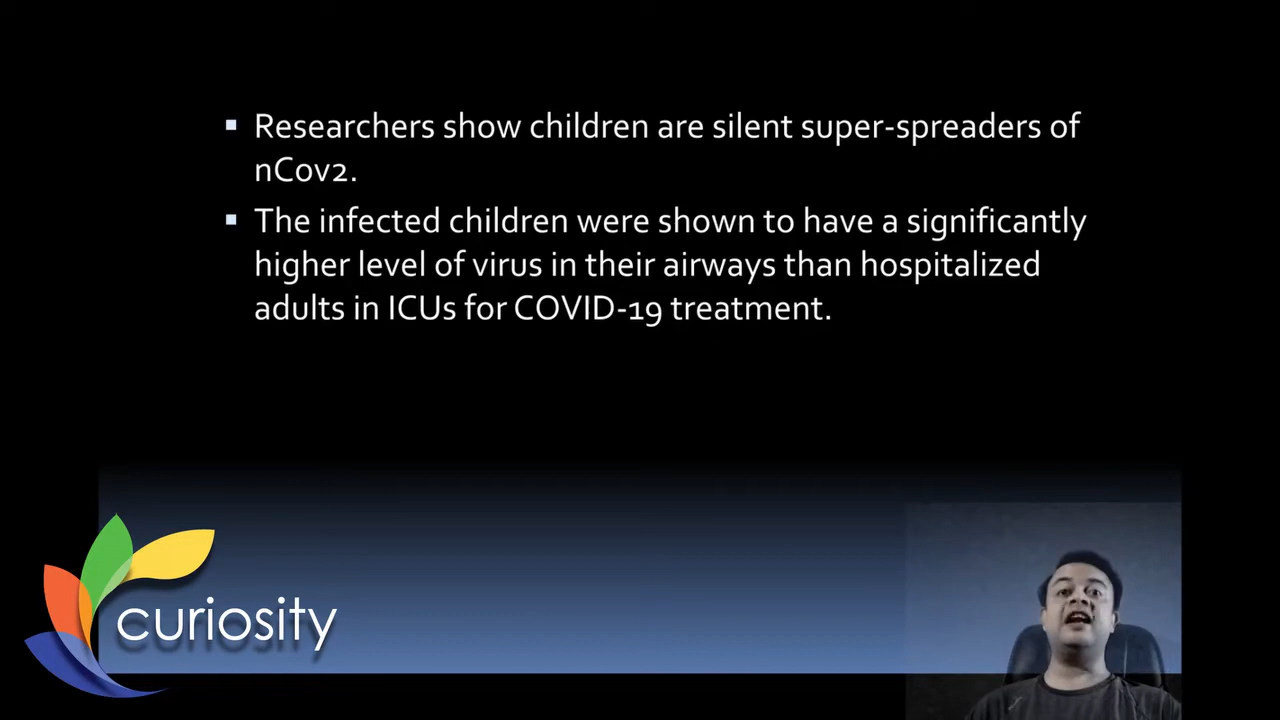 Researchers show children are silent super-spreaders of
nCov2.
The infected children were shown to have a significantly
higher level of virus in their airways than hospitalized
adults in ICUs for COVID-19 treatment.
curiosity